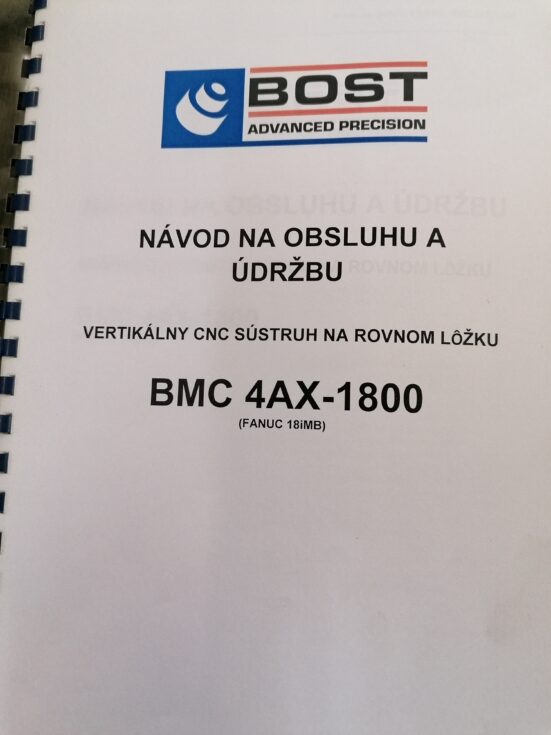 BOST
ADVANCED PRECISION
NÁVOD NA OBSLUHU A
ÚDRŽBU
VERTIKÁLNY CNC SÚSTRUH NA ROVNOM LÔŽKU
BMC 4AX-1800
(FANUC 18iMB)